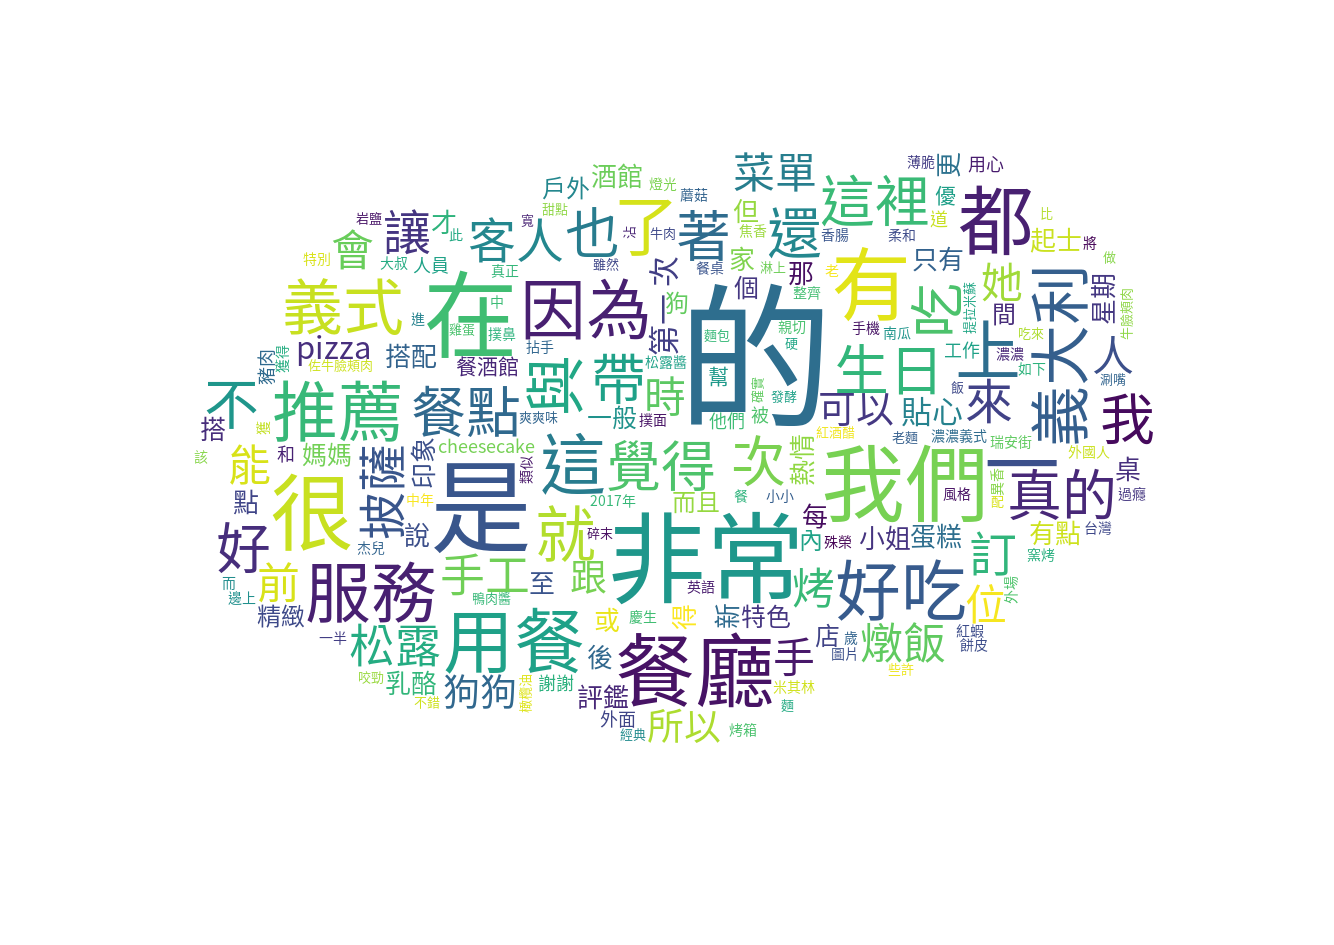 菜單
薄脆
更
用心
酒館
燈光
蘑菇
戶外
這裡
優
都
道
比
岩鹽
讓
才
此
甜點
寬
客人
也
了
著
但
焦香
還
香腸
柔和
起士
將
做
會
特別
大叔
人員
真正
雖然
牛肉
餐桌
家
淋上
那
老
有
只有
她
間
義大利
星期
牛臉頰肉
義式
在
中
因為
第一次
狗
個
整齊
的
吃
提拉米蘇
進
雞蛋
撲鼻
拈手
麵包
親切
硬
手機
南瓜
工作
上
吃來
濃濃
人
pizza
獲得
豬肉
佐牛臉頰肉
搭配
餐酒館
與
帶
松露醬
幫
生日
如下
涮嘴
不
推薦
餐點
爽爽味
一般
時
撲面
他們
被
發酵
可以
飯
貼心
來
我
搭
獲
該
能
和
媽媽
披薩
印象
cheesecake
類似
這
覺得
次
熱情
紅酒醋
老麵
濃濃義式
瑞安街
外國人
點
很
中年
是
2017年
而且
餐
小小
我們
風格
一
真的
桌
過癮
好
杰兒
說
就
碎末
非常
每
內
殊榮
小姐
蛋糕
訂
有點
台灣
窯烤
而
邊上
前
服務
手工
鴨肉醬
至
跟
英語
烤
好吃
位
外場
精緻
一半
松露
用餐
或
慶生
得
新
特色
店
歲
圖片
燉飯
紅蝦
餅皮
些許
咬勁
乳酪
不錯
狗狗
橄欖油
謝謝
後
評鑑
餐廳
手
米其林
麵
外面
經典
所以
烤箱